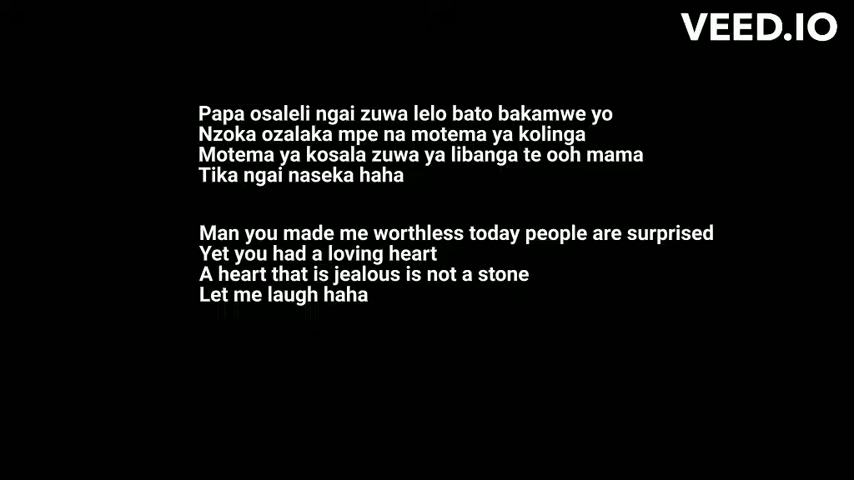 VEED.IO
Papa osaleli ngai zuwa lelo bato bakamwe yo
Nzoka ozalaka mpe na motema ya kolinga
Motema ya kosala zuwa ya libanga te ooh mama
Tika ngai naseka haha
Man you made me worthless today people are surprised
Yet you had a loving heart
A heart that is jealous is not a stone
Let me laugh haha